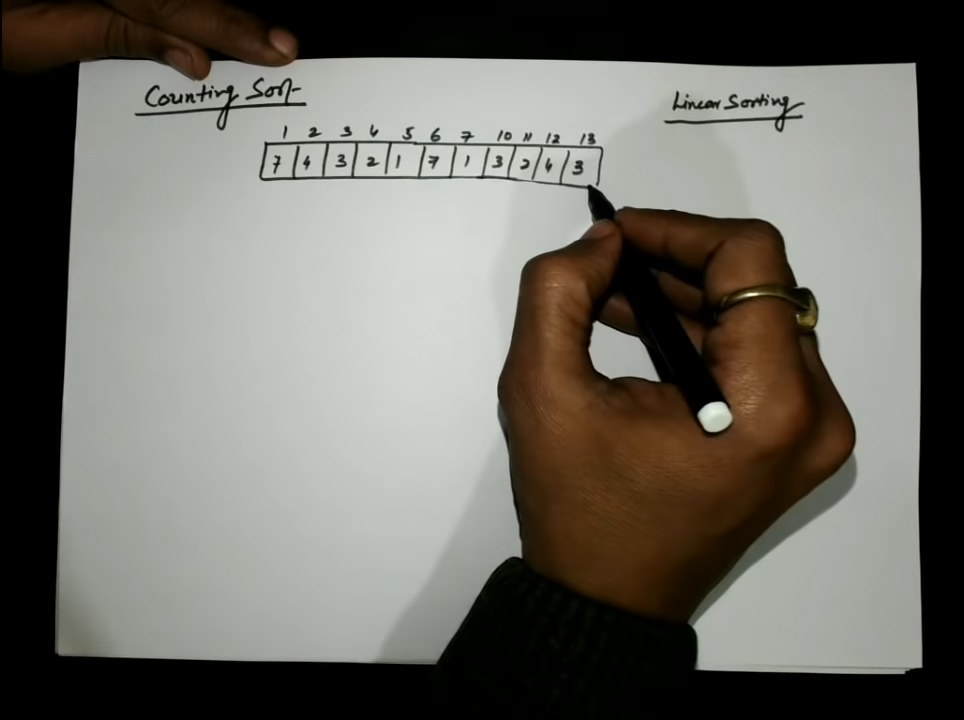 Counting Sort
Linear Sorting
1 2 3 4 5 6 7 10 11 12 13
7 4 3 2 1 7 1 3 2 4 3